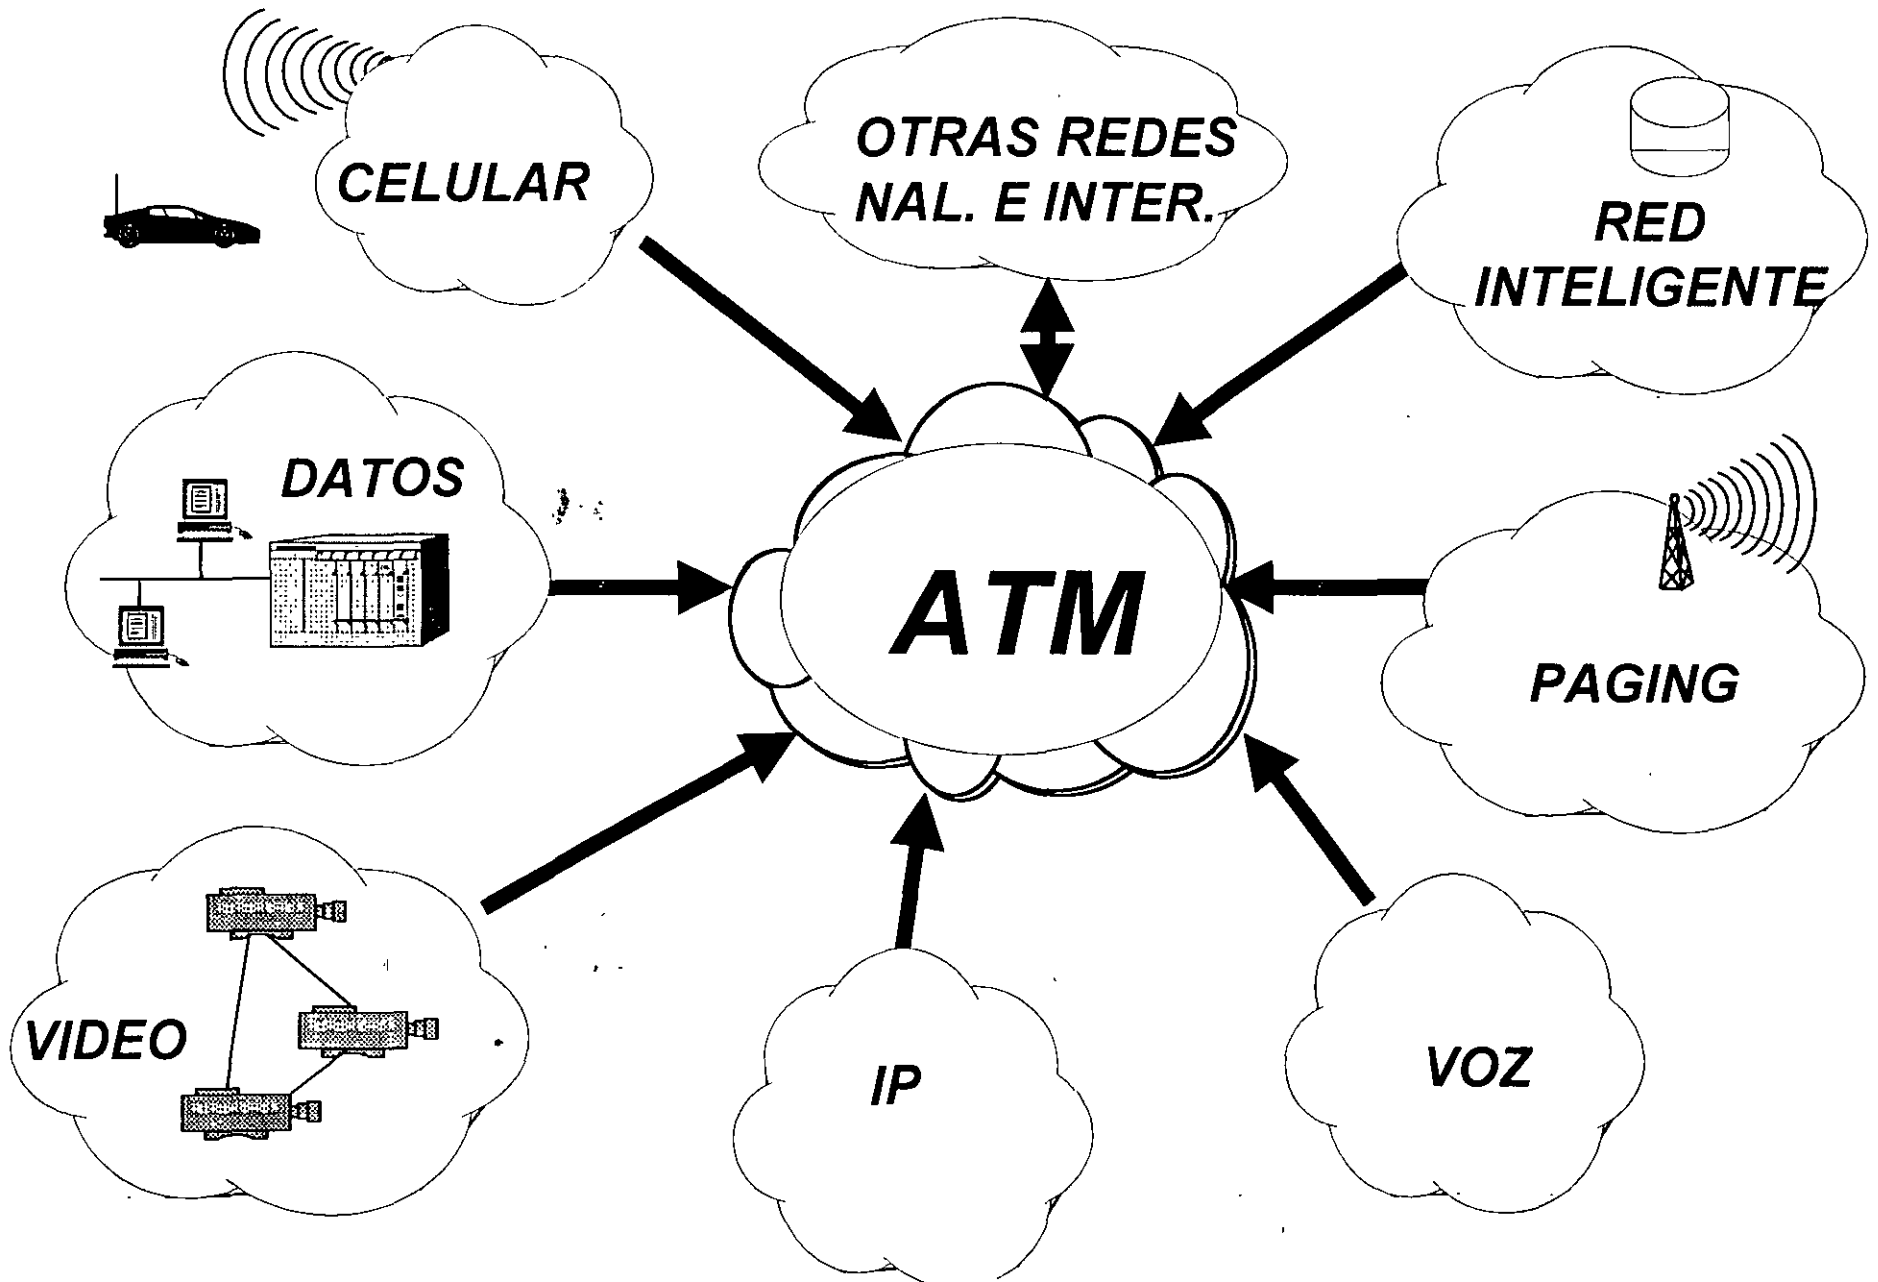 CELULAR
OTRAS REDES
NAL. E INTER.
RED
INTELIGENTE
DATOS
ATM
PAGING
VIDEO
IP
VOZ